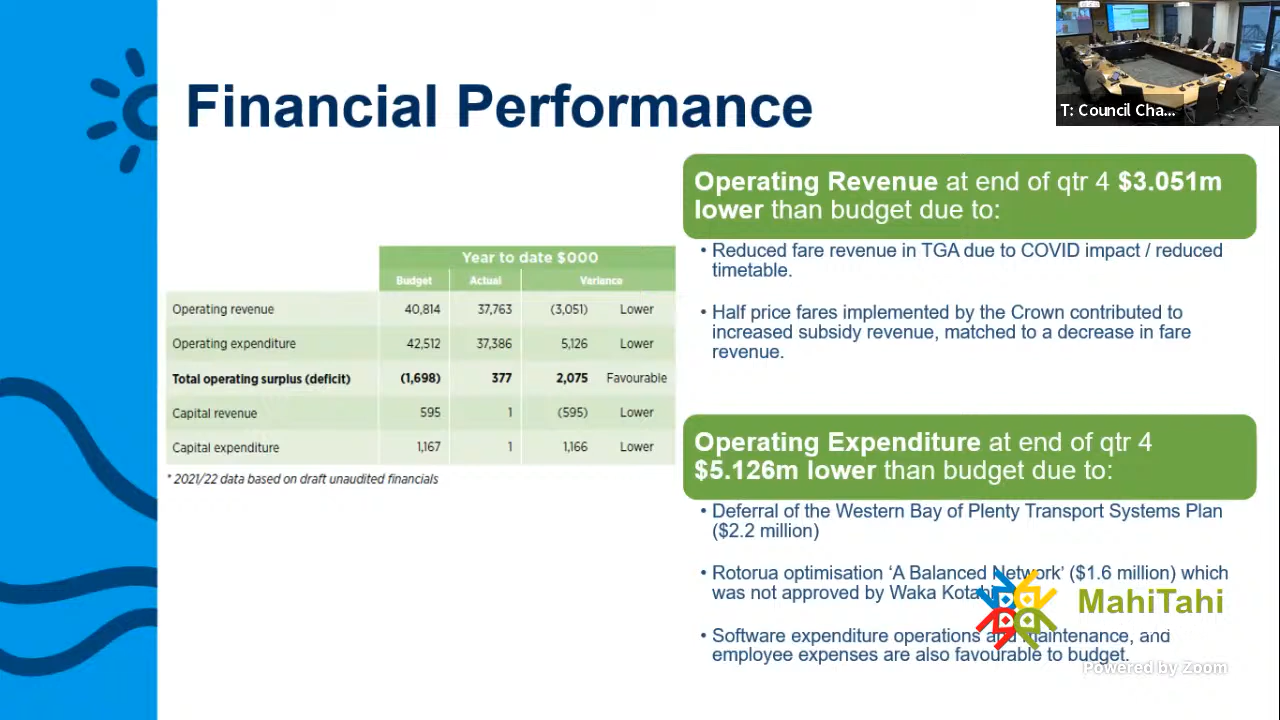 Financial Performance
T: Council Cha...
Year to date $000
Budget Actual Variance
Operating revenue 40,814 37,763 (3,051) Lower
Operating expenditure 42,512 37,386 5,126 Lower
Total operating surplus (deficit) (1,698) 377 2,075 Favourable
Capital revenue 595 1 (595) Lower
Capital expenditure 1,167 1 1,166 Lower
* 2021/22 data based on draft unaudited financials
Operating Revenue at end of qtr 4 $3.051m
lower than budget due to:
• Reduced fare revenue in TGA due to COVID impact / reduced
timetable.
• Half price fares implemented by the Crown contributed to
increased subsidy revenue, matched to a decrease in fare
revenue.
Operating Expenditure at end of qtr 4
$5.126m lower than budget due to:
• Deferral of the Western Bay of Plenty Transport Systems Plan
($2.2 million)
• Rotorua optimisation ‘A Balanced Network’ ($1.6 million) which
was not approved by Waka Kotahi
• Software expenditure operations and maintenance, and
employee expenses are also favourable to budget.
MahiTahi
Powered by Zoom